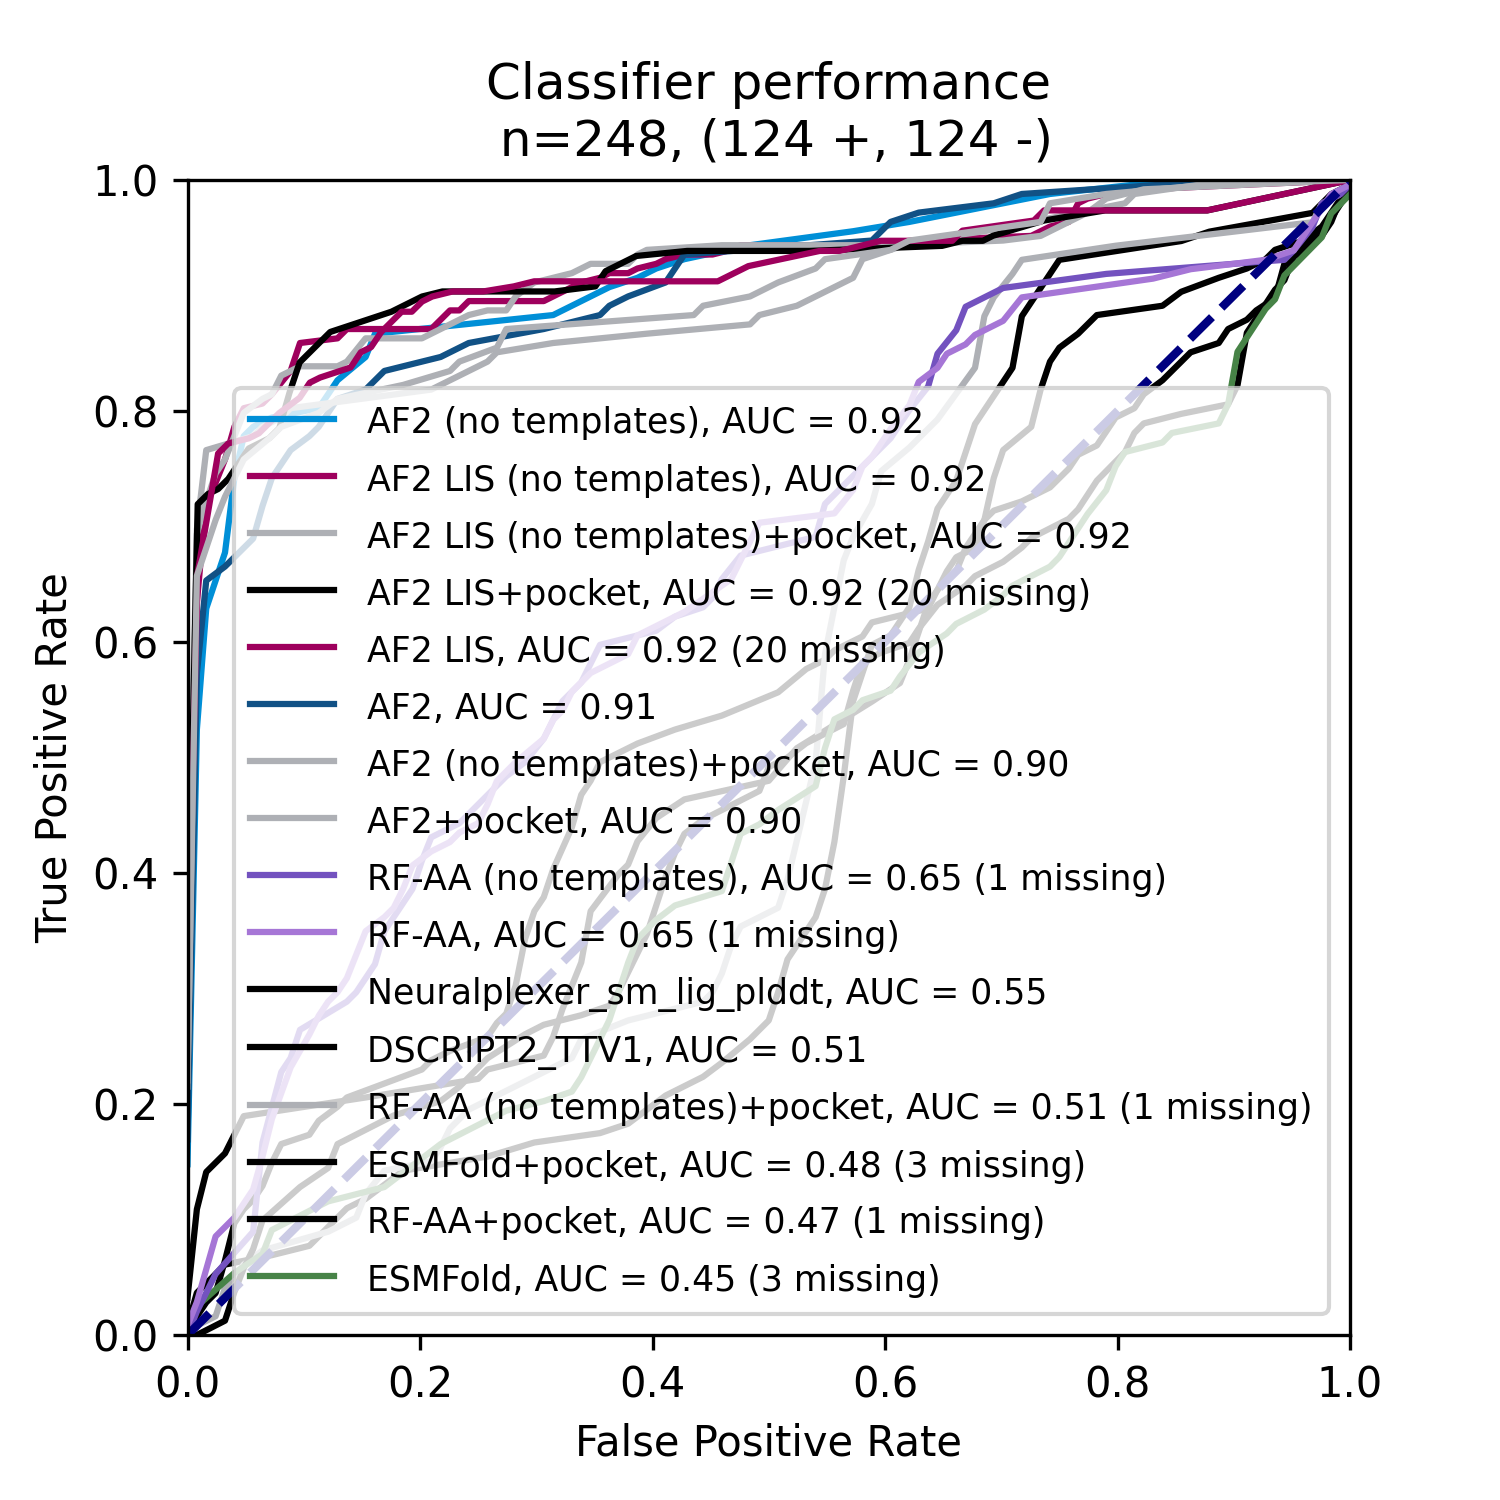 Classifier performance
n=248, (124 +, 124 -)
True Positive Rate
1.0
0.8
0.6
0.4
0.2
0.0
AF2 (no templates), AUC = 0.92
AF2 LIS (no templates), AUC = 0.92
AF2 LIS (no templates)+pocket, AUC = 0.92
AF2 LIS+pocket, AUC = 0.92 (20 missing)
AF2 LIS, AUC = 0.92 (20 missing)
AF2, AUC = 0.91
AF2 (no templates)+pocket, AUC = 0.90
AF2+pocket, AUC = 0.90
RF-AA (no templates), AUC = 0.65 (1 missing)
RF-AA, AUC = 0.65 (1 missing)
Neuralplexer_sm_lig_plddt, AUC = 0.55
DSCRIPT2_TTV1, AUC = 0.51
RF-AA (no templates)+pocket, AUC = 0.51 (1 missing)
ESMFold+pocket, AUC = 0.48 (3 missing)
RF-AA+pocket, AUC = 0.47 (1 missing)
ESMFold, AUC = 0.45 (3 missing)
0.0 0.2 0.4 0.6 0.8 1.0
False Positive Rate